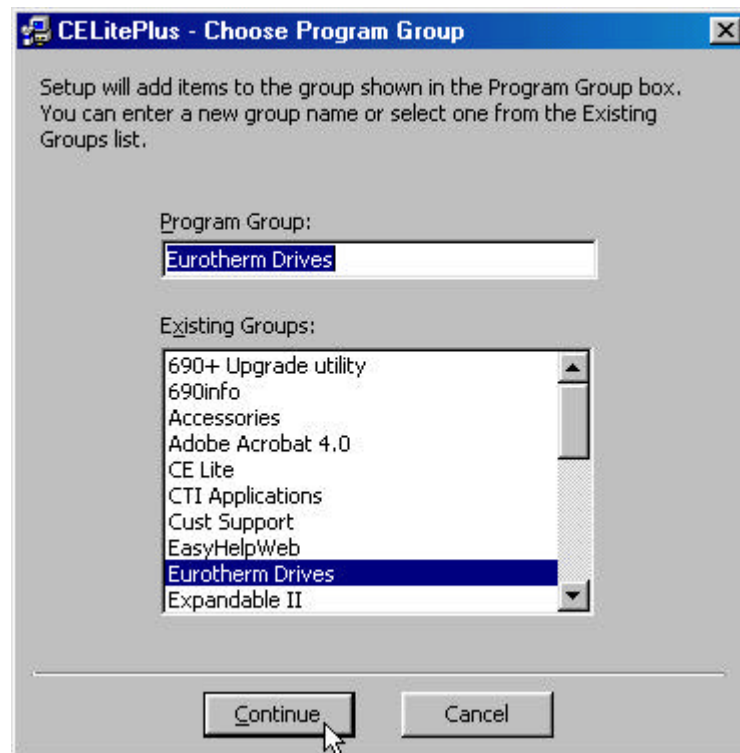 CELitePlus - Choose Program Group
Setup will add items to the group shown in the Program Group box.
You can enter a new group name or select one from the Existing
Groups list.
Program Group:
Eurotherm Drives
Existing Groups:
690+ Upgrade utility
690info
Accessories
Adobe Acrobat 4.0
CE Lite
CTI Applications
Cust Support
EasyHelpWeb
Eurotherm Drives
Expandable II
Continue
Cancel